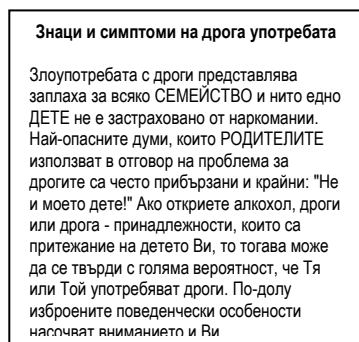 Знаци и симптоми на дрога употребата
Злоупотребата с дроги представлява
заплаха за всяко СЕМЕЙСТВО и нито едно
ДЕТЕ не е застраховано от наркомании.
Най-опасните думи, които РОДИТЕЛИТЕ
използват в отговор на проблема за
дрогите са често прибързани и крайни: "Не
и моето дете!" Ако откриете алкохол, дроги
или дрога - принадлежности, които са
притежание на детето Ви, то тогава може
да се твърди с голяма вероятност, че Тя
или Той употребяват дроги. По-долу
изброените поведенчески особености
насочват вниманието и Ви